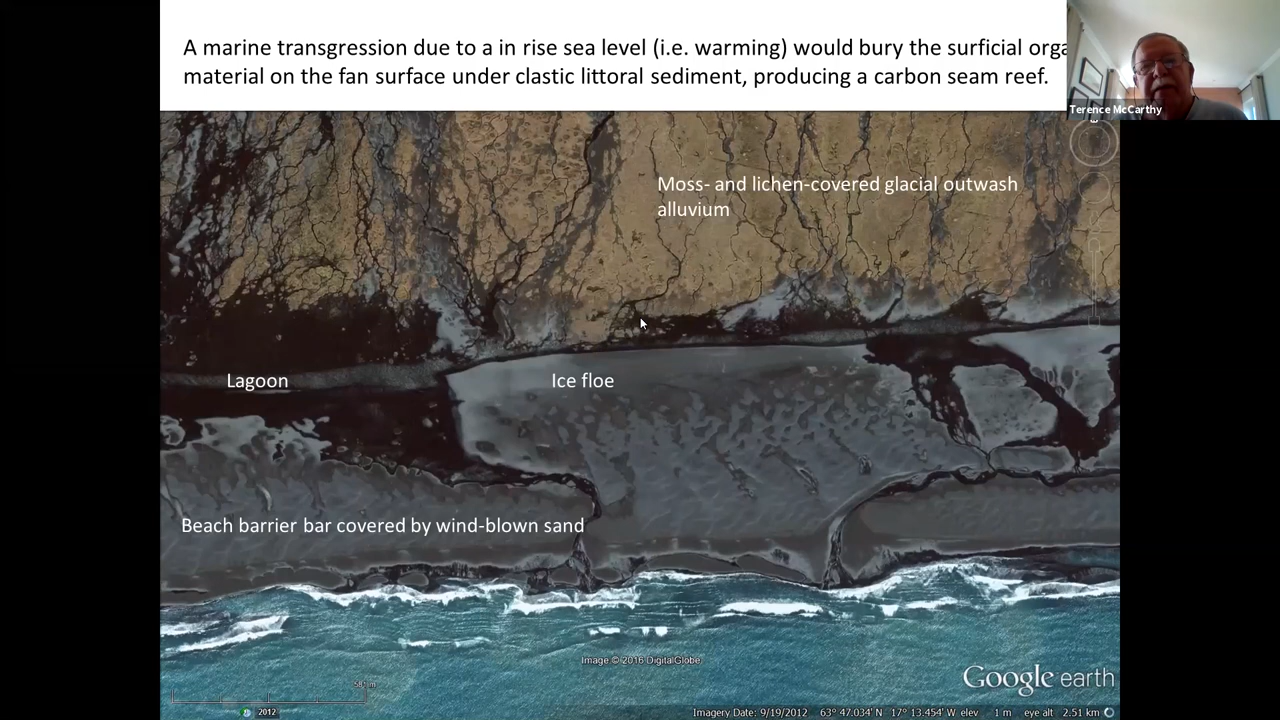 A marine transgression due to a in rise sea level (i.e. warming) would bury the surficial orga
material on the fan surface under clastic littoral sediment, producing a carbon seam reef.
Terence McCarthy
Moss- and lichen-covered glacial outwash
alluvium
Lagoon
Ice floe
Beach barrier bar covered by wind-blown sand
Image © 2016 DigitalGlobe
Google earth
2012
Imagery Date: 9/19/2012 63° 47.034' N 17° 13.454' W elev 1 m eye alt 2.51 km